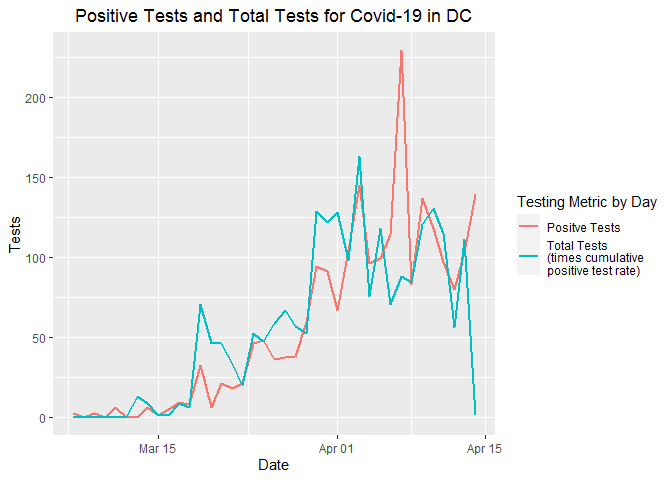 Positive Tests and Total Tests for Covid-19 in DC
200
150
100
50
0
Tests
Mar 15
Apr 01
Apr 15
Date
Testing Metric by Day
Positve Tests
Total Tests
(times cumulative
positive test rate)